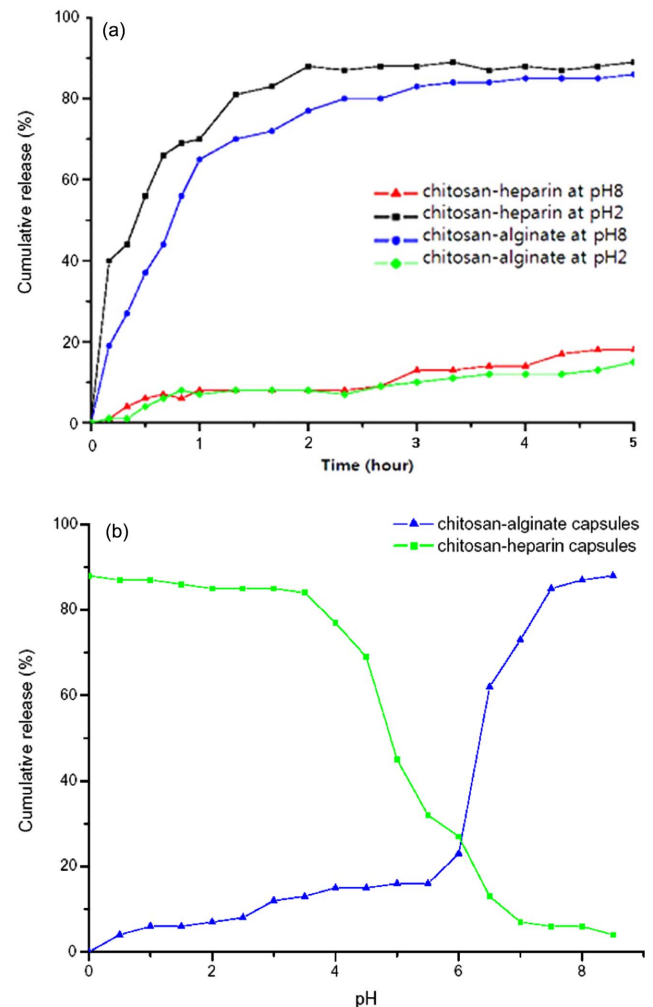 (a)
100
80
60
40
20
0
Cumulative release (%)
chitosan-heparin at pH8
chitosan-heparin at pH2
chitosan-alginate at pH8
chitosan-alginate at pH2
0 1 2 3 4 5
Time (hour)
(b)
chitosan-alginate capsules
chitosan-heparin capsules
100
80
60
40
20
0
Cumulative release (%)
0 2 4 6 8
pH